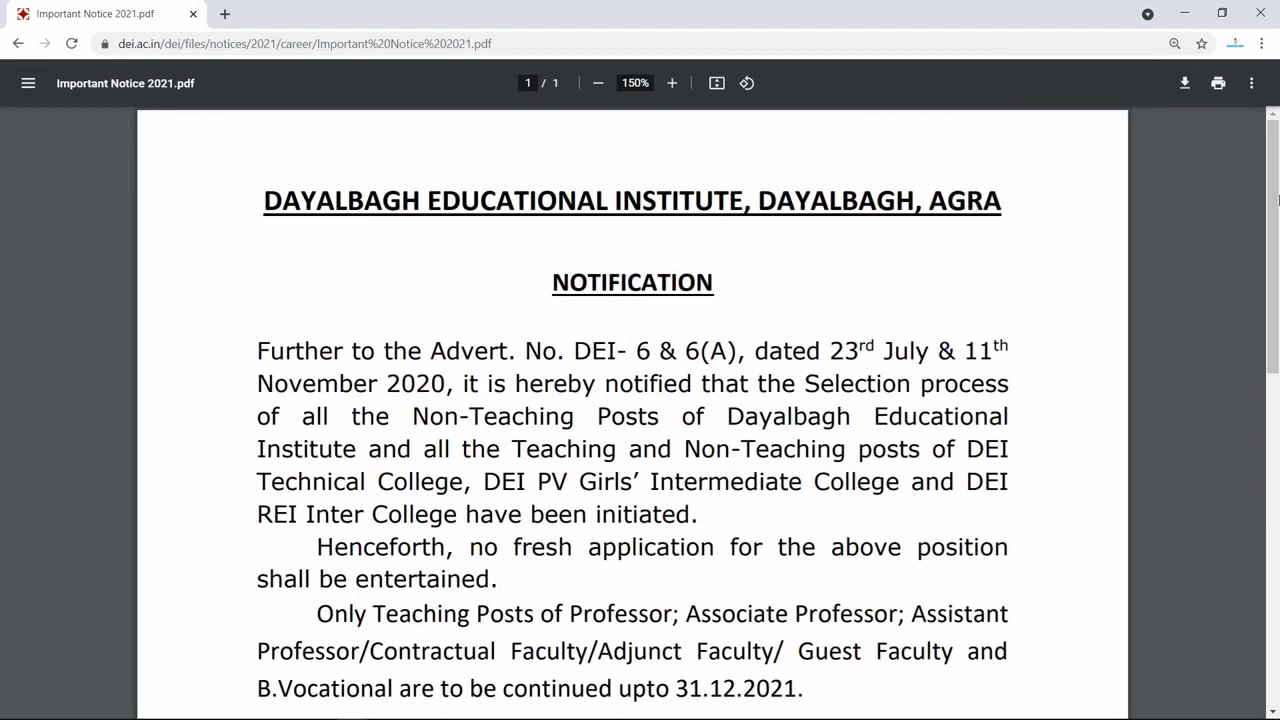 Important Notice 2021.pdf
dei.ac.in/dei/files/notices/2021/career/Important%20Notice%202021.pdf
Important Notice 2021.pdf
1 / 1
150%
DAYALBAGH EDUCATIONAL INSTITUTE, DAYALBAGH, AGRA
NOTIFICATION
Further to the Advert. No. DEI- 6 & 6(A), dated 23rd July & 11th
November 2020, it is hereby notified that the Selection process
of all the Non-Teaching Posts of Dayalbagh Educational
Institute and all the Teaching and Non-Teaching posts of DEI
Technical College, DEI PV Girls’ Intermediate College and DEI
REI Inter College have been initiated.
Henceforth, no fresh application for the above position
shall be entertained.
Only Teaching Posts of Professor; Associate Professor; Assistant
Professor/Contractual Faculty/Adjunct Faculty/ Guest Faculty and
B.Vocational are to be continued upto 31.12.2021.